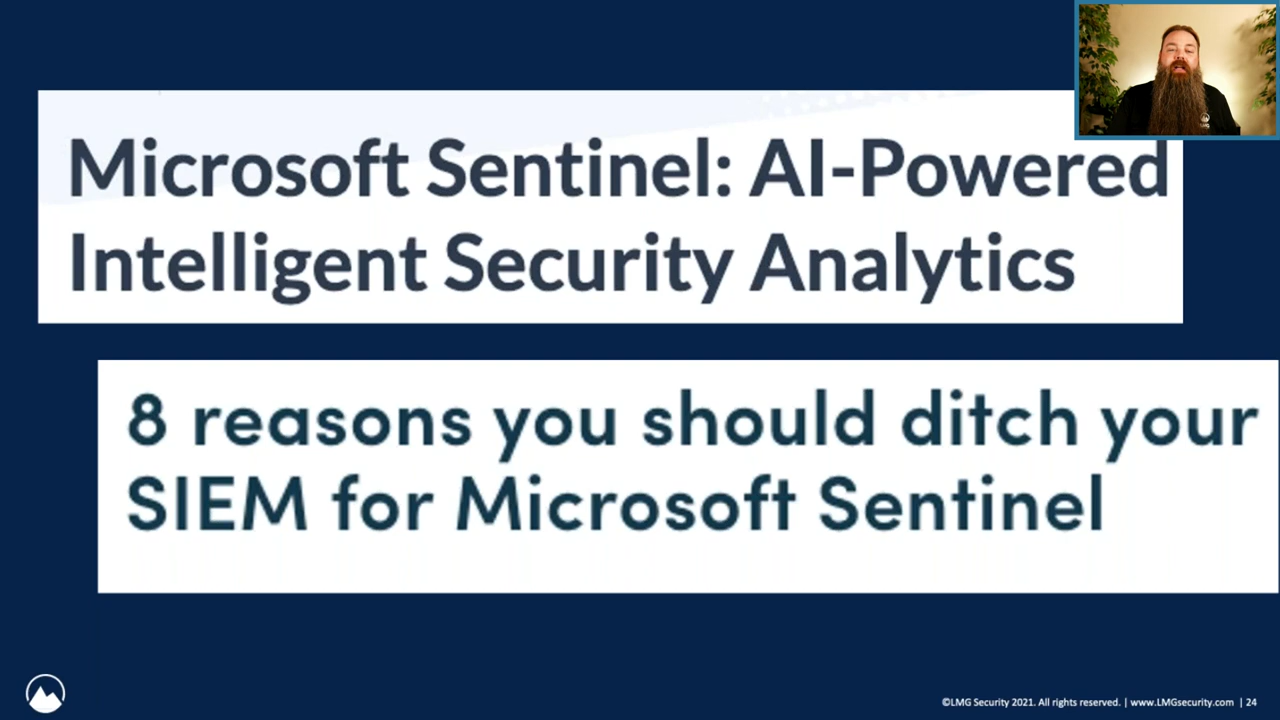 Microsoft Sentinel: AI-Powered
Intelligent Security Analytics
8 reasons you should ditch your
SIEM for Microsoft Sentinel
©LMG Security 2021. All rights reserved. | www.LMGsecurity.com | 24